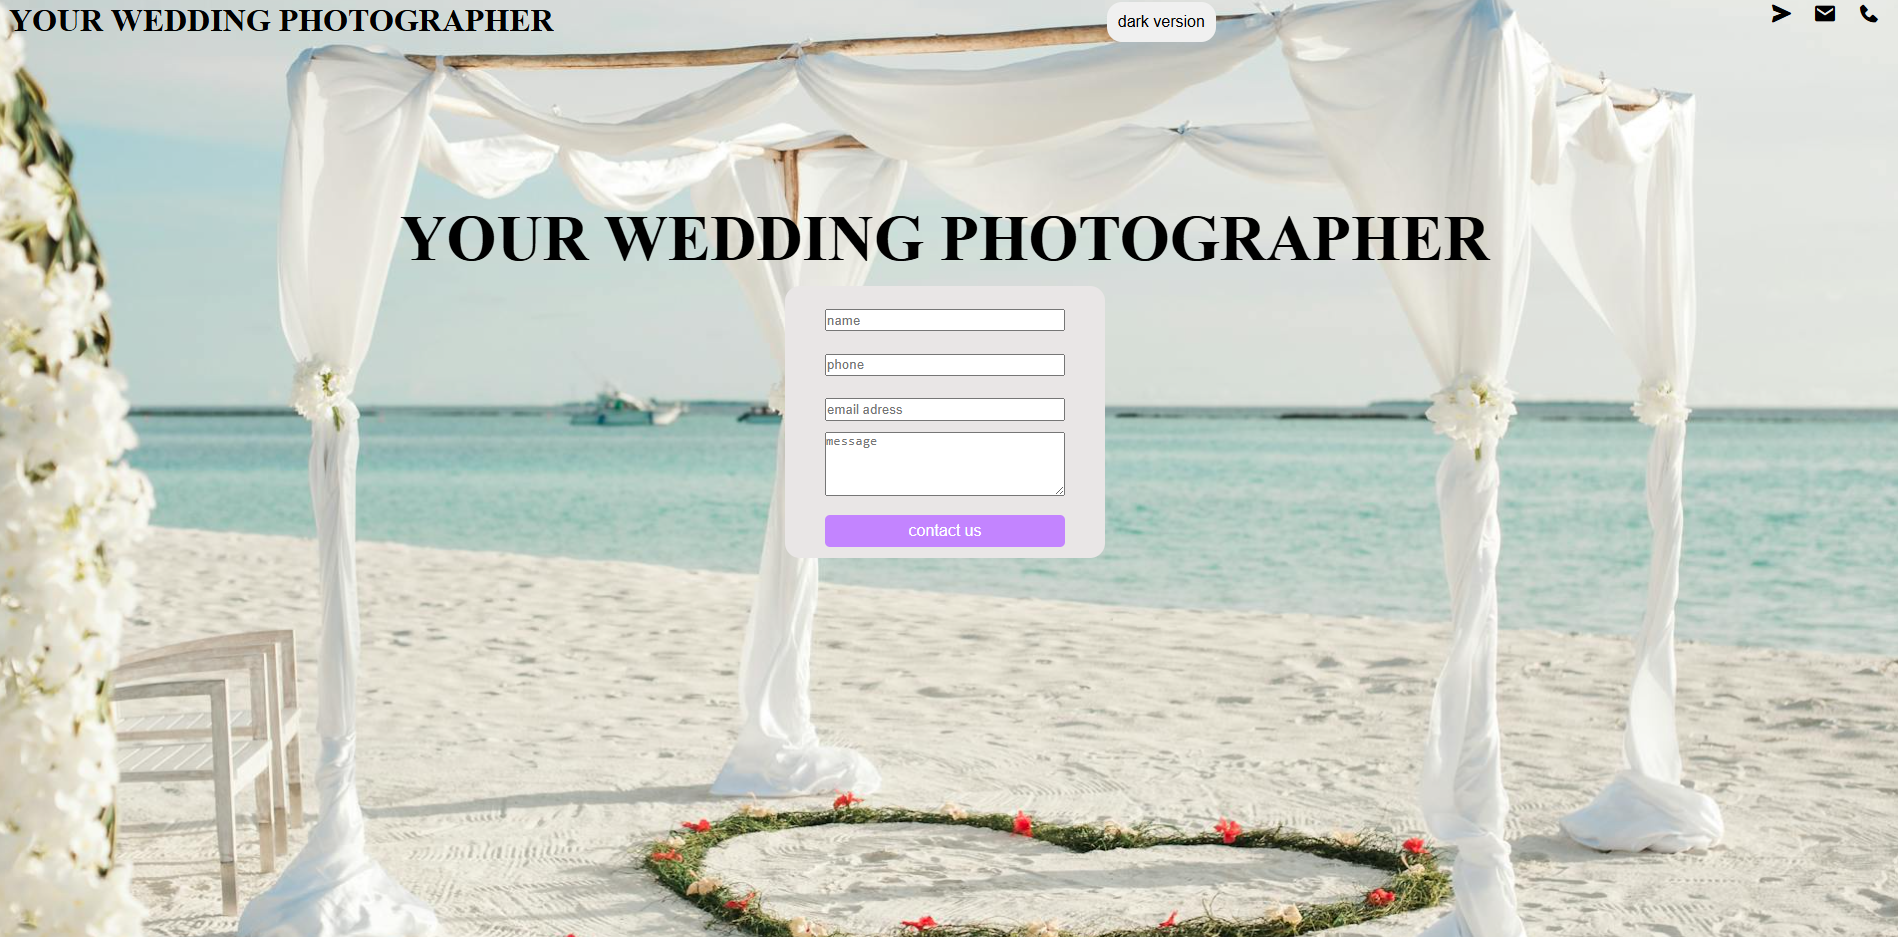 YOUR WEDDING PHOTOGRAPHER
dark version
YOUR WEDDING PHOTOGRAPHER
name
phone
email adress
message
contact us